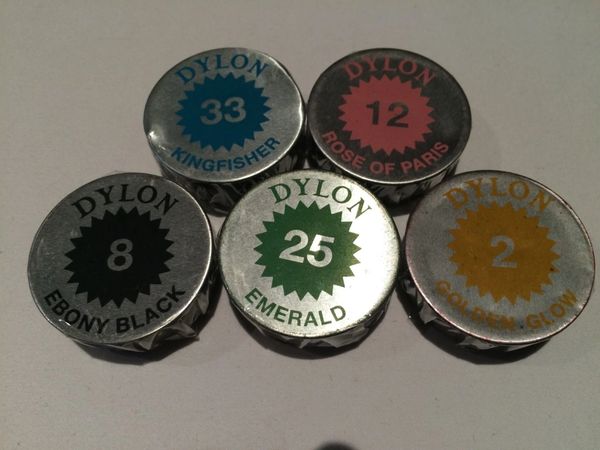 DYLON
33
KINGFISHER
DYLON
12
ROSE OF PARIS
DYLON
8
EBONY BLACK
DYLON
25
EMERALD
DYLON
2
GOLDEN GLOW